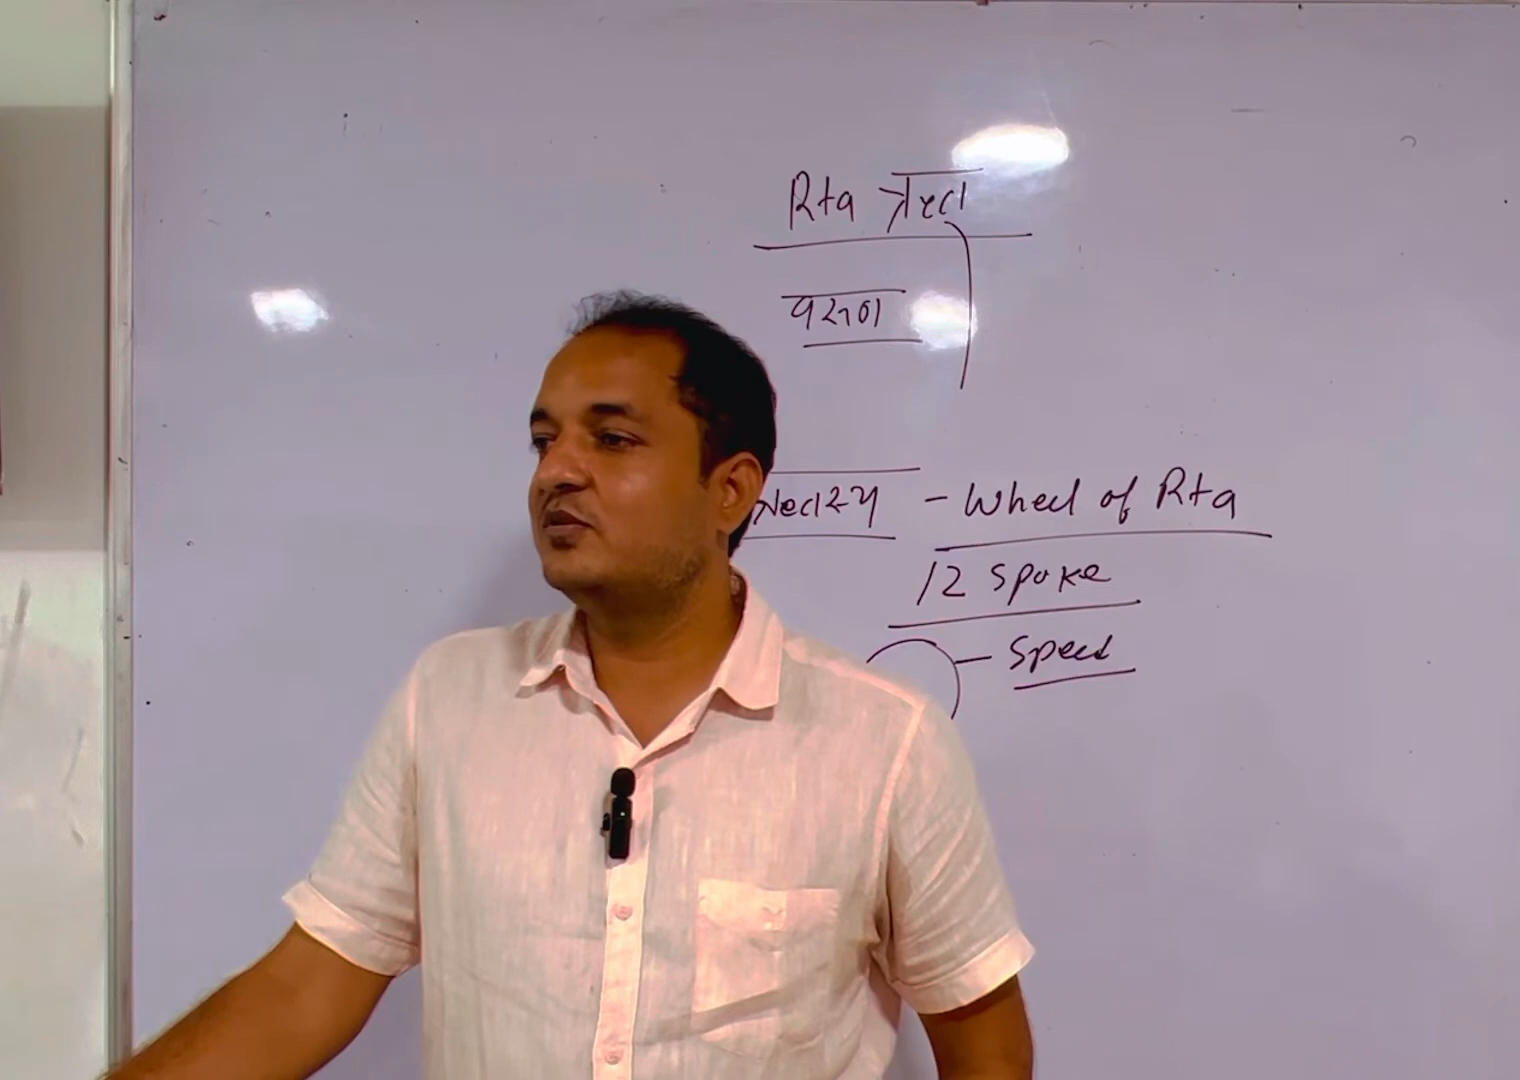 Rta
वरुण
- Wheel of Rta
12 Spoke
- Speed